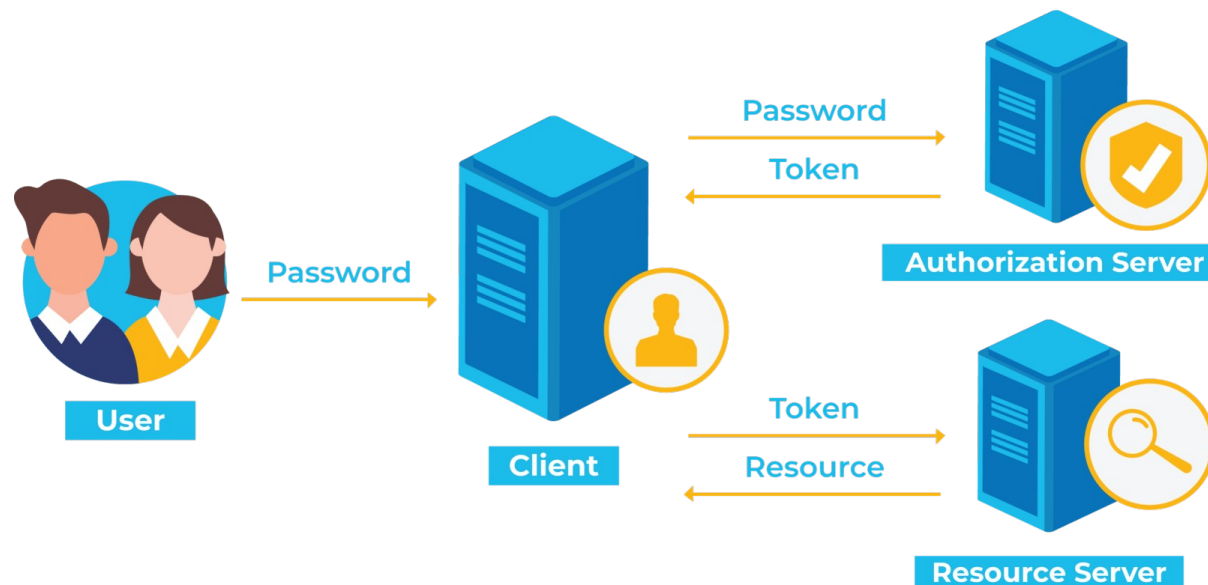 Password
Token
Authorization Server
Password
User
Client
Token
Resource
Resource Server